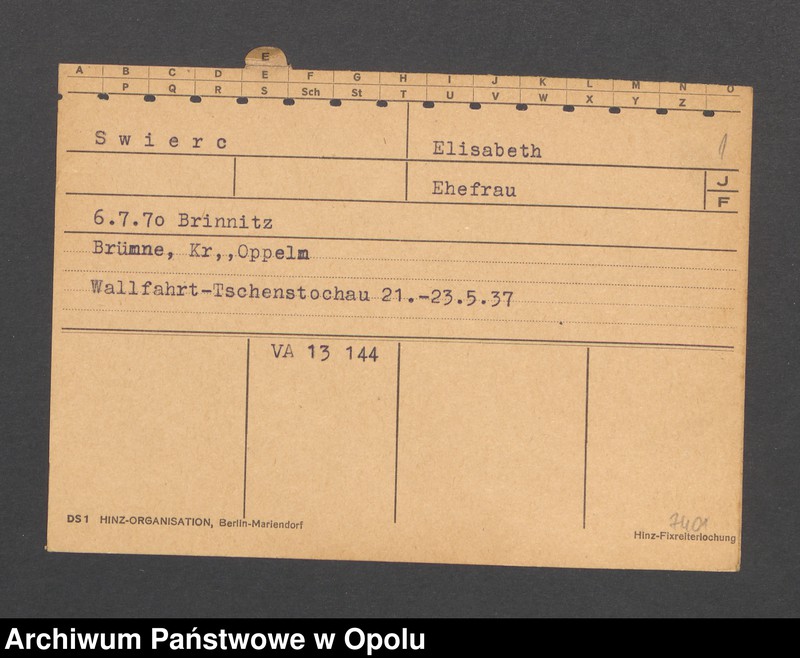 E
A B C D E F G H I J K L M N O
P Q R S Sch St T U V W X Y Z
S w i e r c
Elisabeth
1
Ehefrau
J
F
6.7.7o Brinnitz
Brümne, Kr,,Oppelm
Wallfahrt-Tschenstochau 21.-23.5.37
VA 13 144
7401
DS1 HINZ-ORGANISATION, Berlin-Mariendorf
Hinz-Fixreiterlochung
Archiwum Państwowe w Opolu